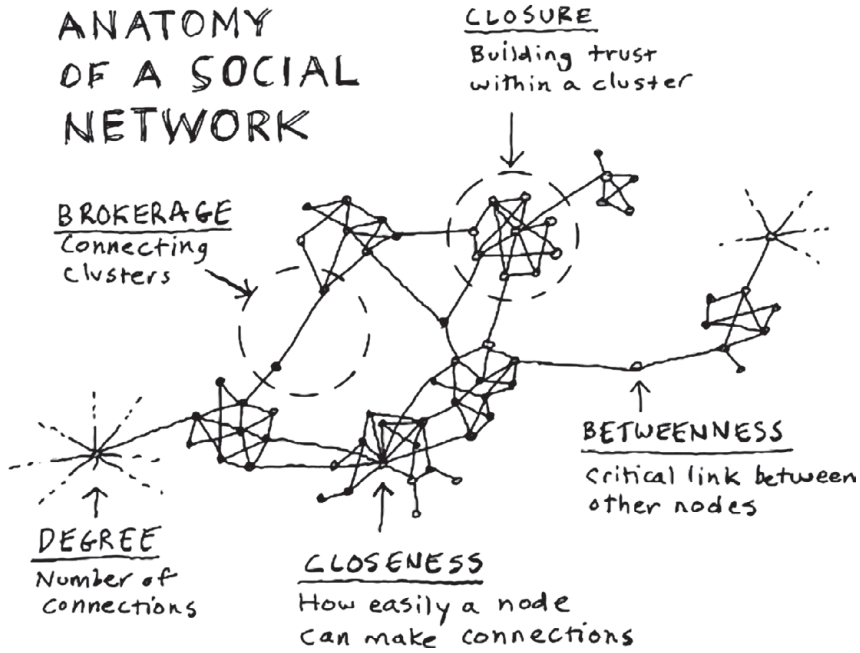 ANATOMY
OF A SOCIAL
NETWORK
CLOSURE
Building trust
within a cluster
BROKERAGE
Connecting
clusters
BETWEENNESS
Critical link between
other nodes
DEGREE
Number of
connections
CLOSENESS
How easily a node
can make connections